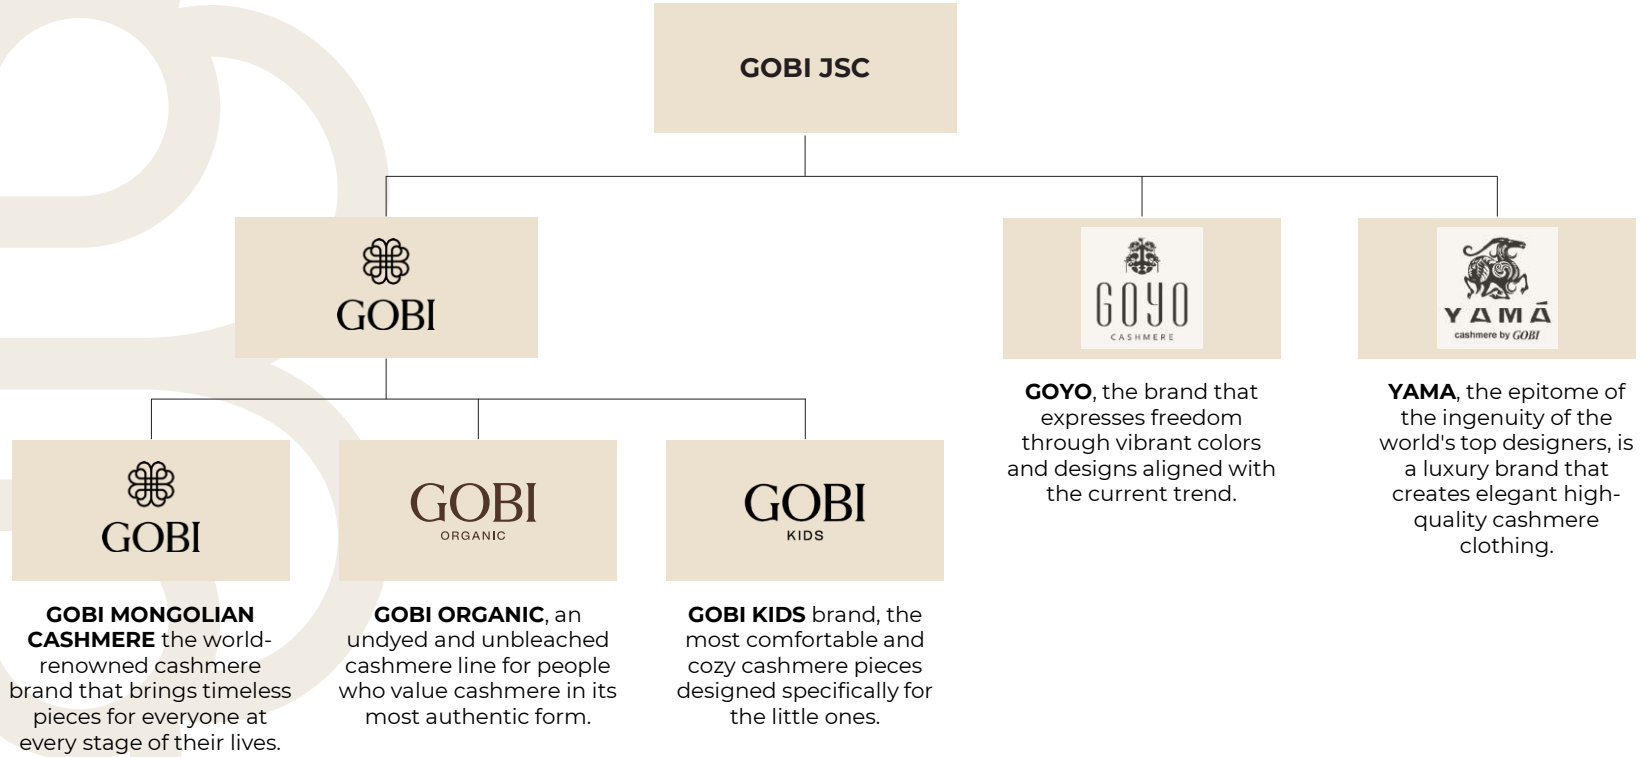 GOBI JSC
GOBI
GOYO
CASHMERE
YAMÁ
cashmere by GOBI
GOYO, the brand that
expresses freedom
through vibrant colors
and designs aligned with
the current trend.
YAMA, the epitome of
the ingenuity of the
world's top designers, is
a luxury brand that
creates elegant high-
quality cashmere
clothing.
GOBI
GOBI
ORGANIC
GOBI
KIDS
GOBI MONGOLIAN
CASHMERE the world-
renowned cashmere
brand that brings timeless
pieces for everyone at
every stage of their lives.
GOBI ORGANIC, an
undyed and unbleached
cashmere line for people
who value cashmere in its
most authentic form.
GOBI KIDS brand, the
most comfortable and
cozy cashmere pieces
designed specifically for
the little ones.